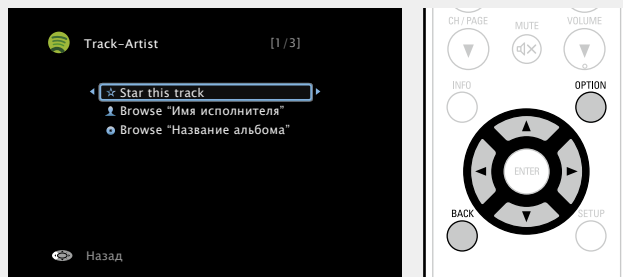 Track-Artist [1/3]
☆ Star this track
Browse “Имя исполнителя”
Browse “Название альбома”
Назад
CH / PAGE MUTE VOLUME
INFO OPTION
ENTER
BACK SETUP